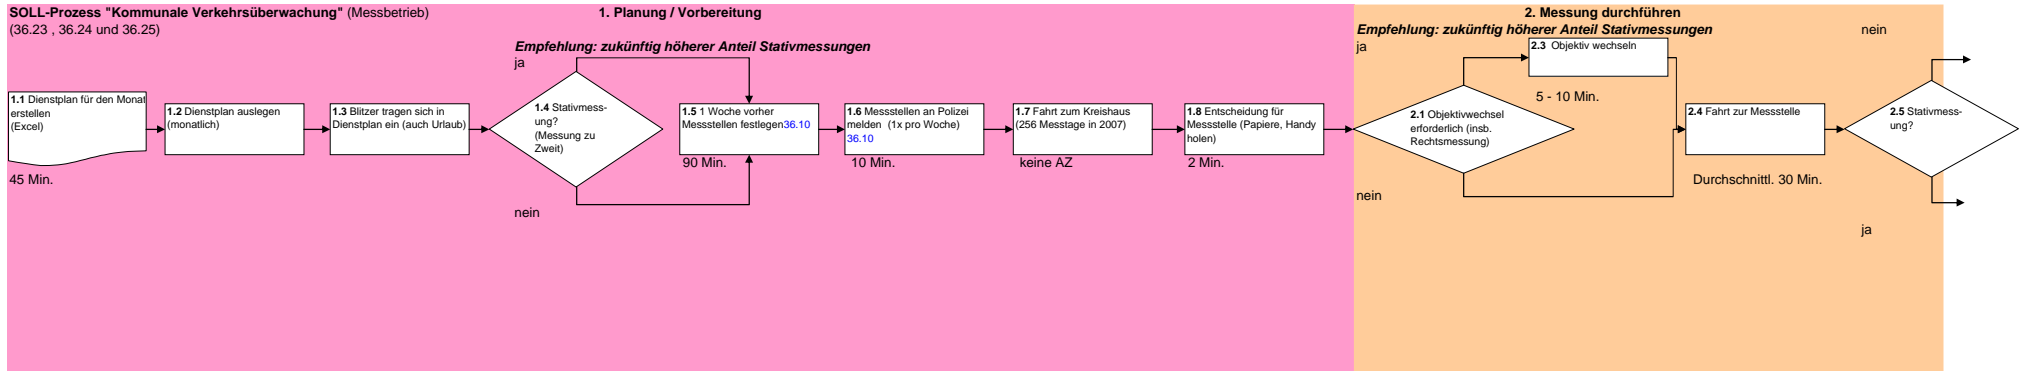 SOLL-Prozess "Kommunale Verkehrsüberwachung" (Messbetrieb)
(36.23 , 36.24 und 36.25)
1. Planung / Vorbereitung
Empfehlung: zukünftig höherer Anteil Stativmessungen
ja
1.1 Dienstplan für den Monat
erstellen
(Excel)
45 Min.
1.2 Dienstplan auslegen
(monatlich)
1.3 Blitzer tragen sich in
Dienstplan ein (auch Urlaub)
1.4 Stativmess-
ung?
(Messung zu
Zweit)
nein
1.5 1 Woche vorher
Messstellen festlegen36.10
90 Min.
1.6 Messstellen an Polizei
melden (1x pro Woche)
36.10
10 Min.
1.7 Fahrt zum Kreishaus
(256 Messtage in 2007)
keine AZ
1.8 Entscheidung für
Messstelle (Papiere, Handy
holen)
2 Min.
2. Messung durchführen
Empfehlung: zukünftig höherer Anteil Stativmessungen
ja
2.1 Objektivwechsel
erforderlich (insb.
Rechtsmessung)
nein
2.3 Objektiv wechseln
5 - 10 Min.
2.4 Fahrt zur Messstelle
Durchschnittl. 30 Min.
nein
2.5 Stativmess-
ung?
ja